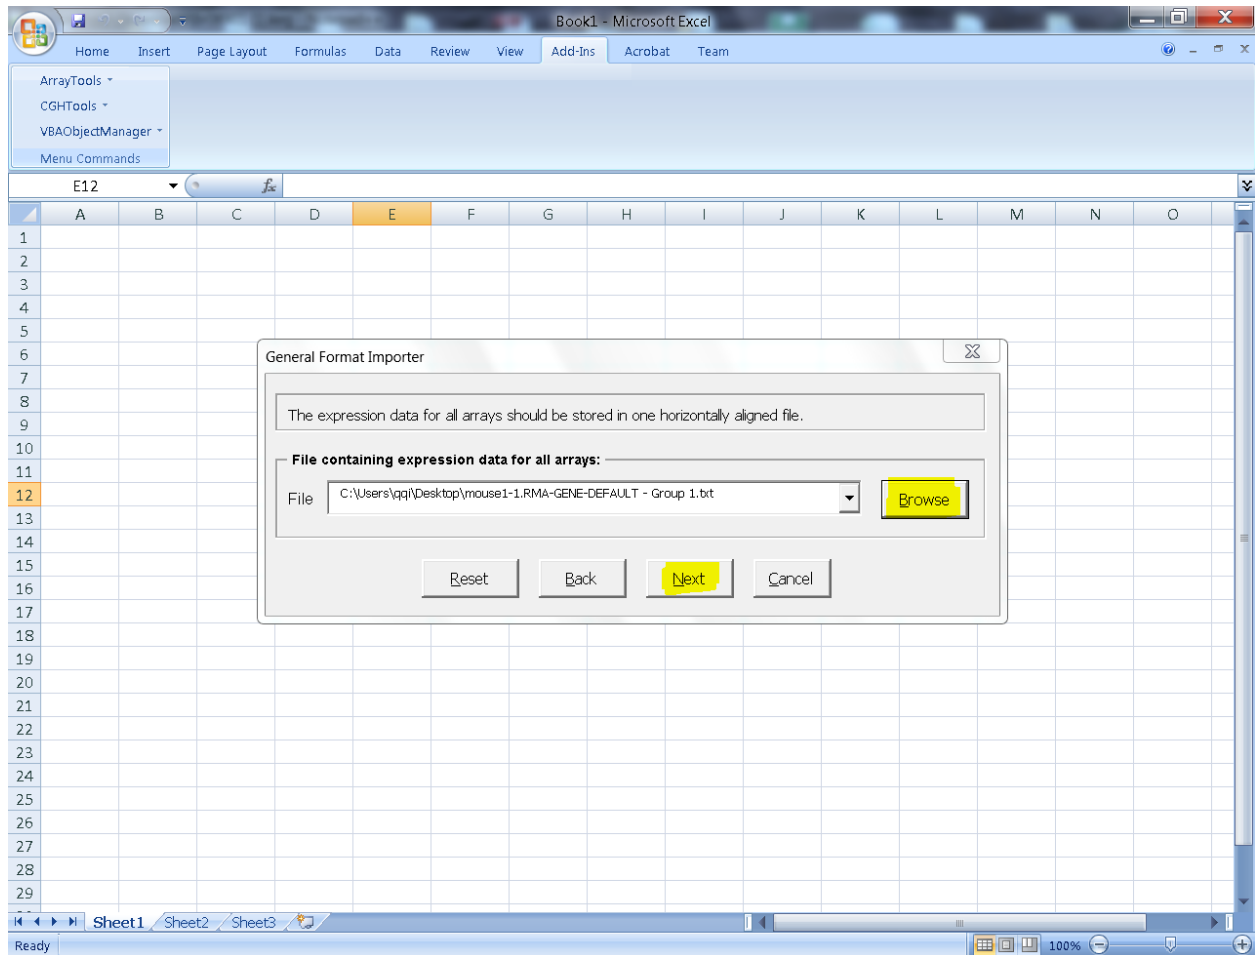 Book1 - Microsoft Excel
Home Insert Page Layout Formulas Data Review View Add-Ins Acrobat Team
ArrayTools
CGHTools
VBAObjectManager
Menu Commands
E12 fx
A B C D E F G H I J K L M N O
1
2
3
4
5
6
7
8
9
10
11
12
13
14
15
16
17
18
19
20
21
22
23
24
25
26
27
28
29
General Format Importer
The expression data for all arrays should be stored in one horizontally aligned file.
File containing expression data for all arrays:
File C:\Users\qqi\Desktop\mouse1-1.RMA-GENE-DEFAULT - Group 1.txt Browse
Reset Back Next Cancel
Sheet1 Sheet2 Sheet3
Ready 100%